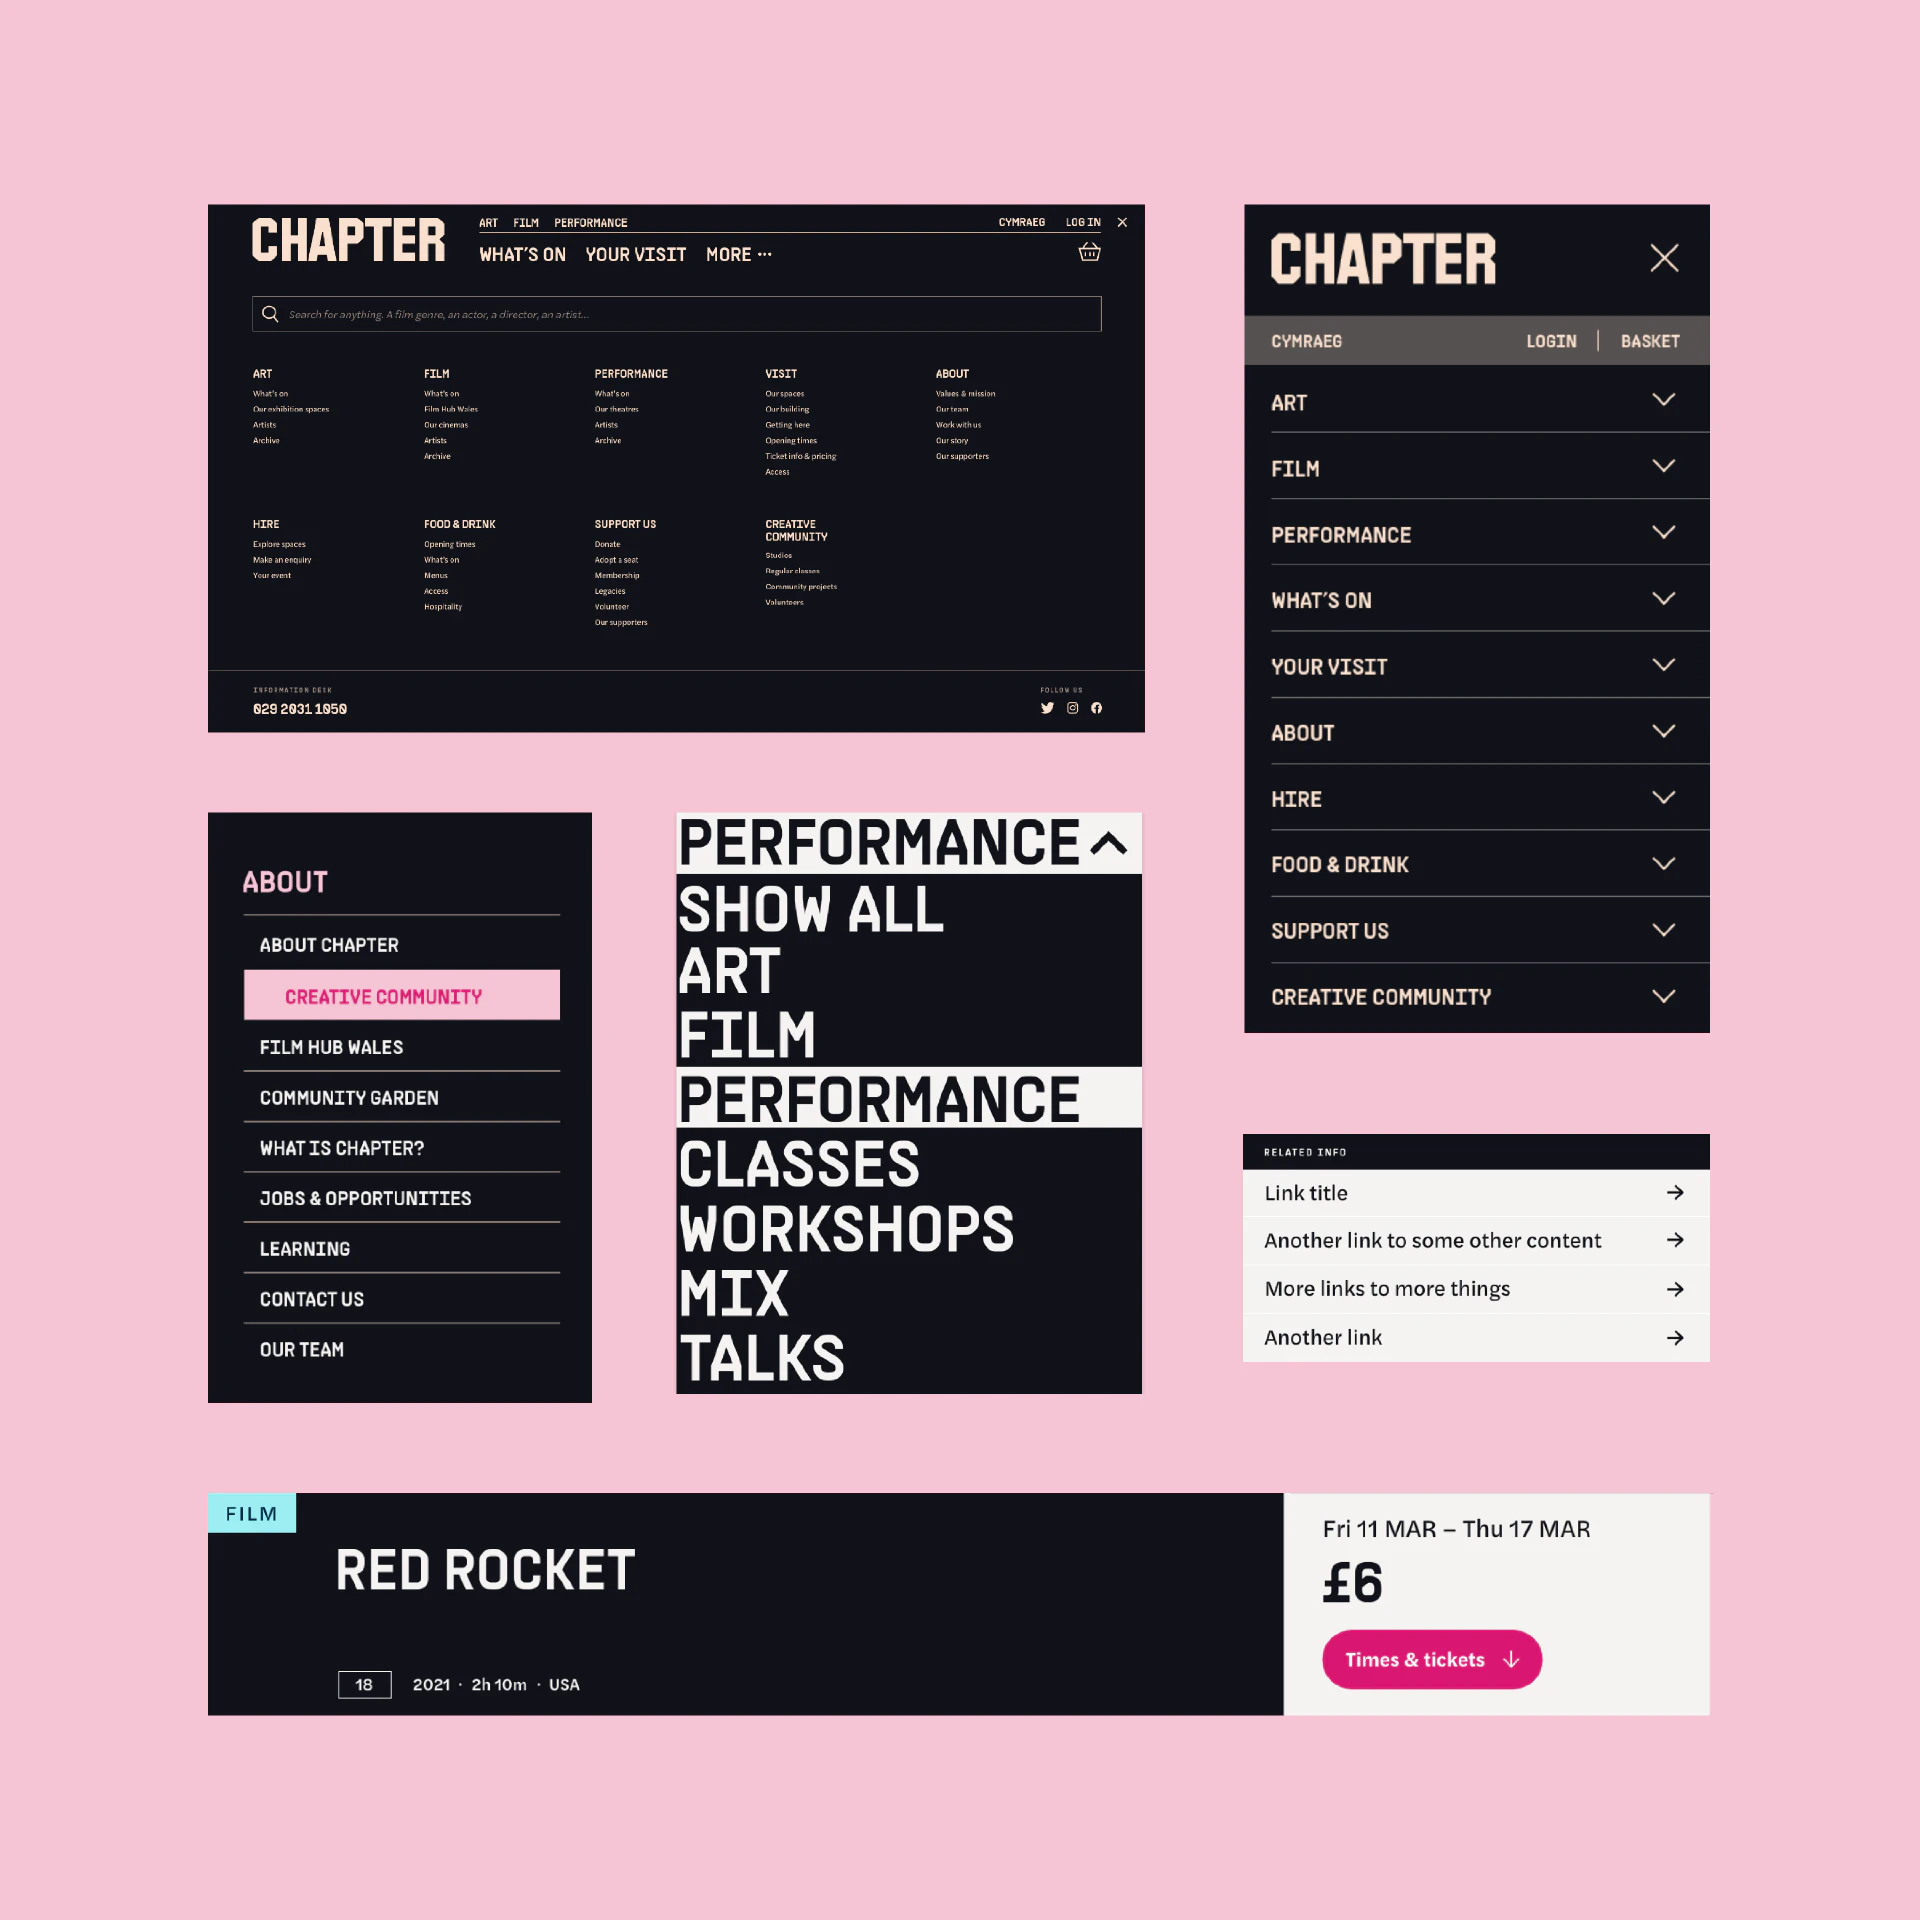 CHAPTER
ART FILM PERFORMANCE
CYMRAEG LOG IN
WHAT'S ON YOUR VISIT MORE ···
Search for anything. A film genre, an actor, a director, an artist...
ART
What's on
Our exhibition spaces
Artists
Archive
FILM
What's on
Film Hub Wales
Our cinemas
Artists
Archive
PERFORMANCE
What's on
Our theatres
Artists
Archive
VISIT
Our spaces
Our building
Getting here
Opening times
Ticket info & pricing
Access
ABOUT
Values & mission
Our team
Work with us
Our story
Our supporters
HIRE
Explore spaces
Make an enquiry
Your event
FOOD & DRINK
Opening times
What's on
Menus
Access
Hospitality
SUPPORT US
Donate
Adopt a seat
Membership
Legacies
Volunteer
Our supporters
CREATIVE
COMMUNITY
Studios
Regular classes
Community projects
Volunteers
INFORMATION DESK
029 2031 1050
FOLLOW US
CHAPTER
CYMRAEG LOGIN | BASKET
ART
FILM
PERFORMANCE
WHAT'S ON
YOUR VISIT
ABOUT
HIRE
FOOD & DRINK
SUPPORT US
CREATIVE COMMUNITY
ABOUT
ABOUT CHAPTER
CREATIVE COMMUNITY
FILM HUB WALES
COMMUNITY GARDEN
WHAT IS CHAPTER?
JOBS & OPPORTUNITIES
LEARNING
CONTACT US
OUR TEAM
PERFORMANCE
SHOW ALL
ART
FILM
PERFORMANCE
CLASSES
WORKSHOPS
MIX
TALKS
RELATED INFO
Link title
Another link to some other content
More links to more things
Another link
FILM
RED ROCKET
18 2021 · 2h 10m · USA
Fri 11 MAR – Thu 17 MAR
£6
Times & tickets